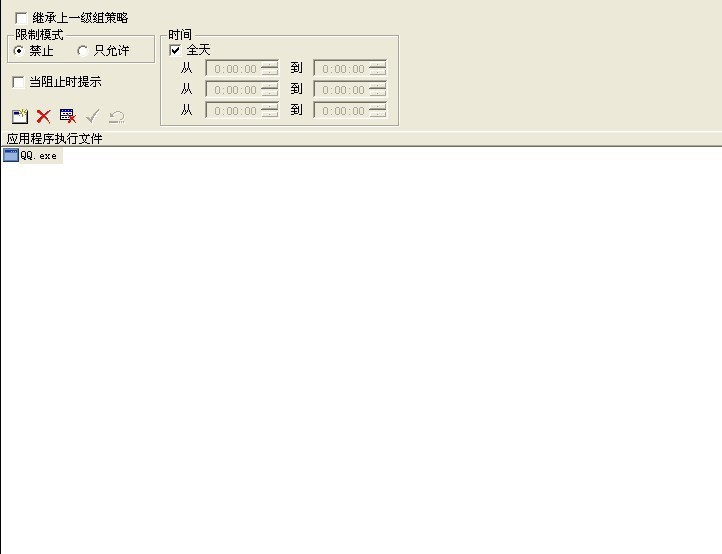 继承上一级组策略
限制模式
禁止 只允许
当阻止时提示
时间
全天
从 0:00:00 到 0:00:00
从 0:00:00 到 0:00:00
从 0:00:00 到 0:00:00
应用程序执行文件
QQ.exe